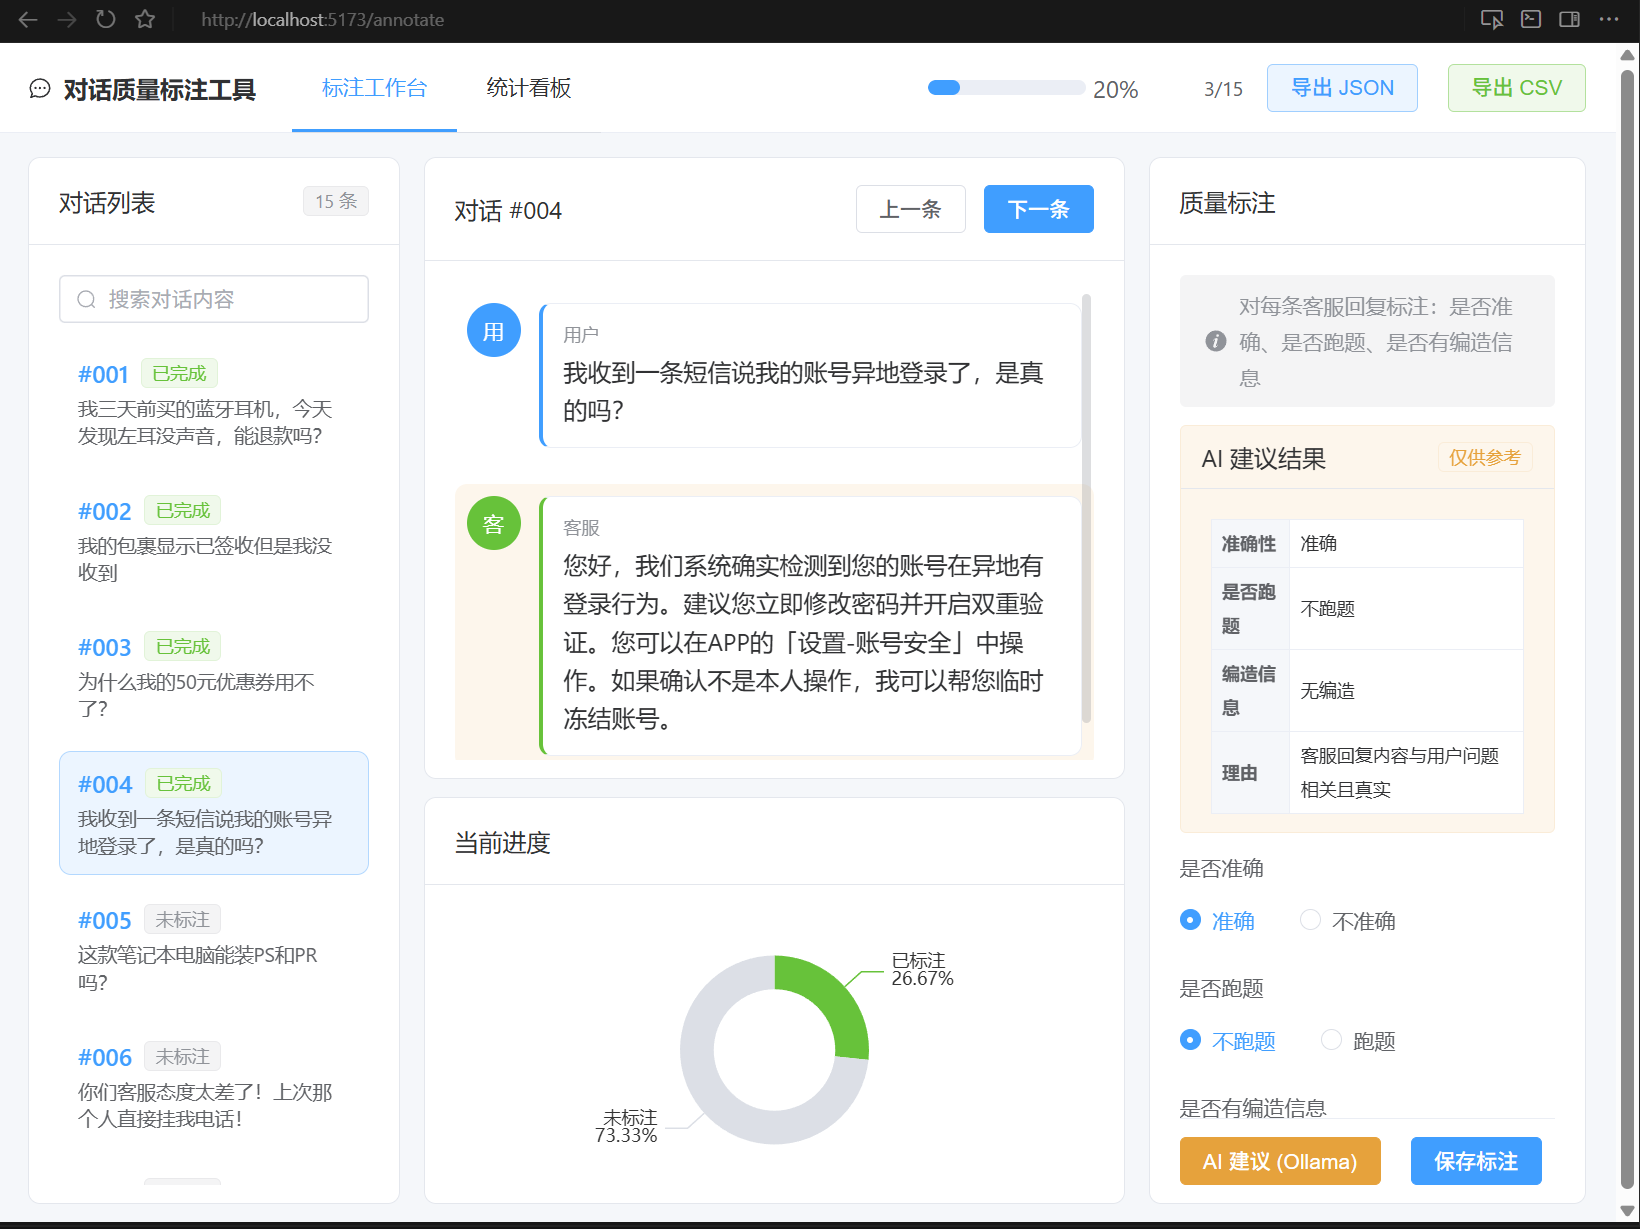 http://localhost:5173/annotate
对话质量标注工具
标注工作台
统计看板
20%
3/15
导出 JSON
导出 CSV
对话列表
15 条
搜索对话内容
#001 已完成
我三天前买的蓝牙耳机，今天
发现左耳没声音，能退款吗？
#002 已完成
我的包裹显示已签收但是我没
收到
#003 已完成
为什么我的50元优惠券用不
了？
#004 已完成
我收到一条短信说我的账号异
地登录了，是真的吗？
#005 未标注
这款笔记本电脑能装PS和PR
吗？
#006 未标注
你们客服态度太差了！上次那
个人直接挂我电话！
对话 #004
上一条
下一条
用
用户
我收到一条短信说我的账号异地登录了，是真
的吗？
客
客服
您好，我们系统确实检测到您的账号在异地有
登录行为。建议您立即修改密码并开启双重验
证。您可以在APP的「设置-账号安全」中操
作。如果确认不是本人操作，我可以帮您临时
冻结账号。
当前进度
已标注
26.67%
未标注
73.33%
质量标注
对每条客服回复标注：是否准
确、是否跑题、是否有编造信
息
AI 建议结果
仅供参考
准确性 准确
是否跑
题
不跑题
编造信
息
无编造
理由
客服回复内容与用户问题
相关且真实
是否准确
准确 不准确
是否跑题
不跑题 跑题
是否有编造信息
AI 建议 (Ollama)
保存标注